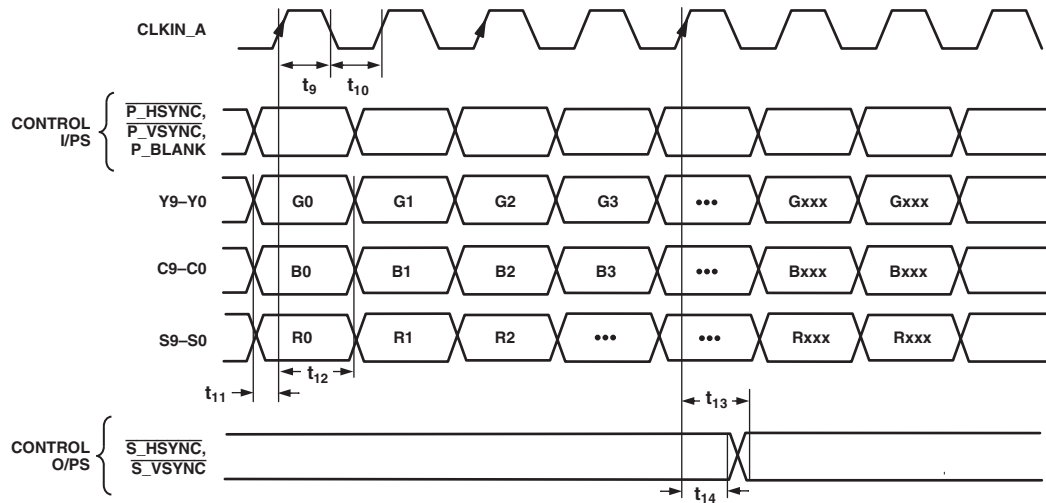 CLKIN_A
t9
t10
CONTROL
I/PS
P_HSYNC,
P_VSYNC,
P_BLANK
Y9–Y0
G0 G1 G2 G3 ••• Gxxx Gxxx
C9–C0
B0 B1 B2 B3 ••• Bxxx Bxxx
S9–S0
R0 R1 R2 ••• ••• Rxxx Rxxx
t12
t11
t13
CONTROL
O/PS
S_HSYNC,
S_VSYNC
t14